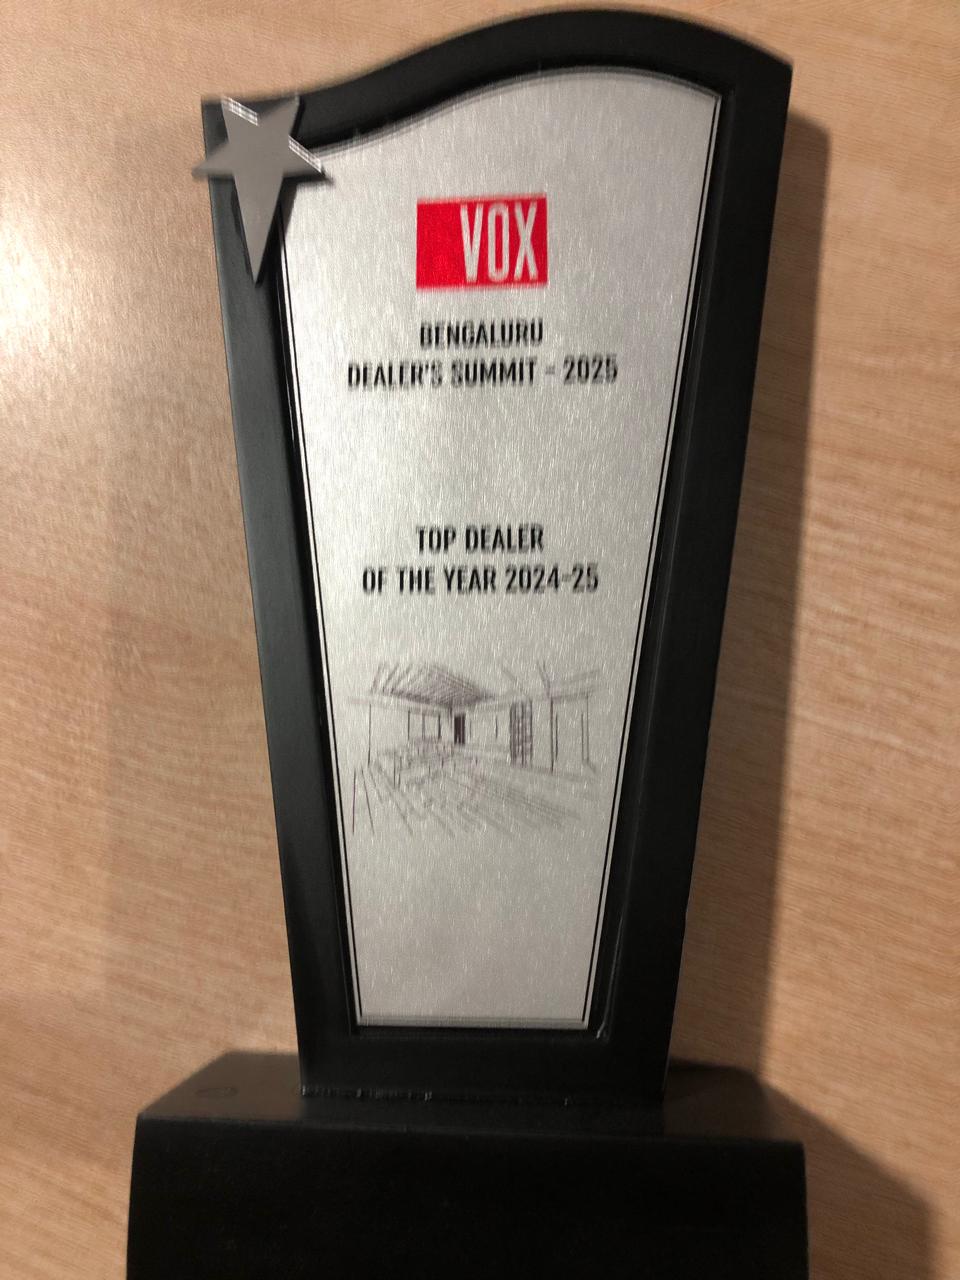 VOX
BENGALURU
DEALER'S SUMMIT - 2025
TOP DEALER
OF THE YEAR 2024-25